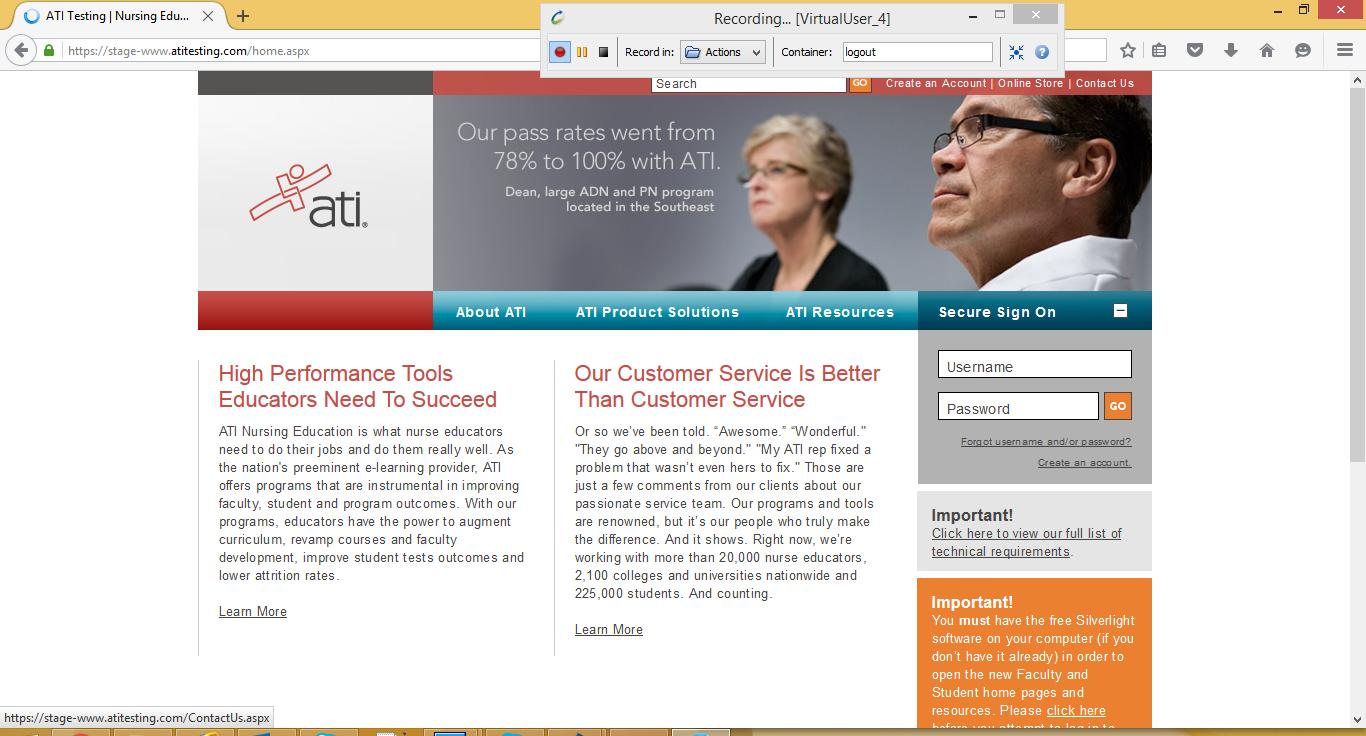 ATI Testing | Nursing Edu...
Recording... [VirtualUser_4]
https://stage-www.atitesting.com/home.aspx
Record in: Actions Container: logout
Search GO Create an Account | Online Store | Contact Us
Our pass rates went from
78% to 100% with ATI.
Dean, large ADN and PN program
located in the Southeast
ati®
About ATI ATI Product Solutions ATI Resources Secure Sign On
High Performance Tools
Educators Need To Succeed
ATI Nursing Education is what nurse educators
need to do their jobs and do them really well. As
the nation's preeminent e-learning provider, ATI
offers programs that are instrumental in improving
faculty, student and program outcomes. With our
programs, educators have the power to augment
curriculum, revamp courses and faculty
development, improve student tests outcomes and
lower attrition rates.
Learn More
Our Customer Service Is Better
Than Customer Service
Or so we've been told. “Awesome.” “Wonderful."
"They go above and beyond." "My ATI rep fixed a
problem that wasn't even hers to fix." Those are
just a few comments from our clients about our
passionate service team. Our programs and tools
are renowned, but it's our people who truly make
the difference. And it shows. Right now, we're
working with more than 20,000 nurse educators,
2,100 colleges and universities nationwide and
225,000 students. And counting.
Learn More
Username
Password GO
Forgot username and/or password?
Create an account.
Important!
Click here to view our full list of
technical requirements.
Important!
You must have the free Silverlight
software on your computer (if you
don't have it already) in order to
open the new Faculty and
Student home pages and
resources. Please click here
before you attempt to log in to
https://stage-www.atitesting.com/ContactUs.aspx